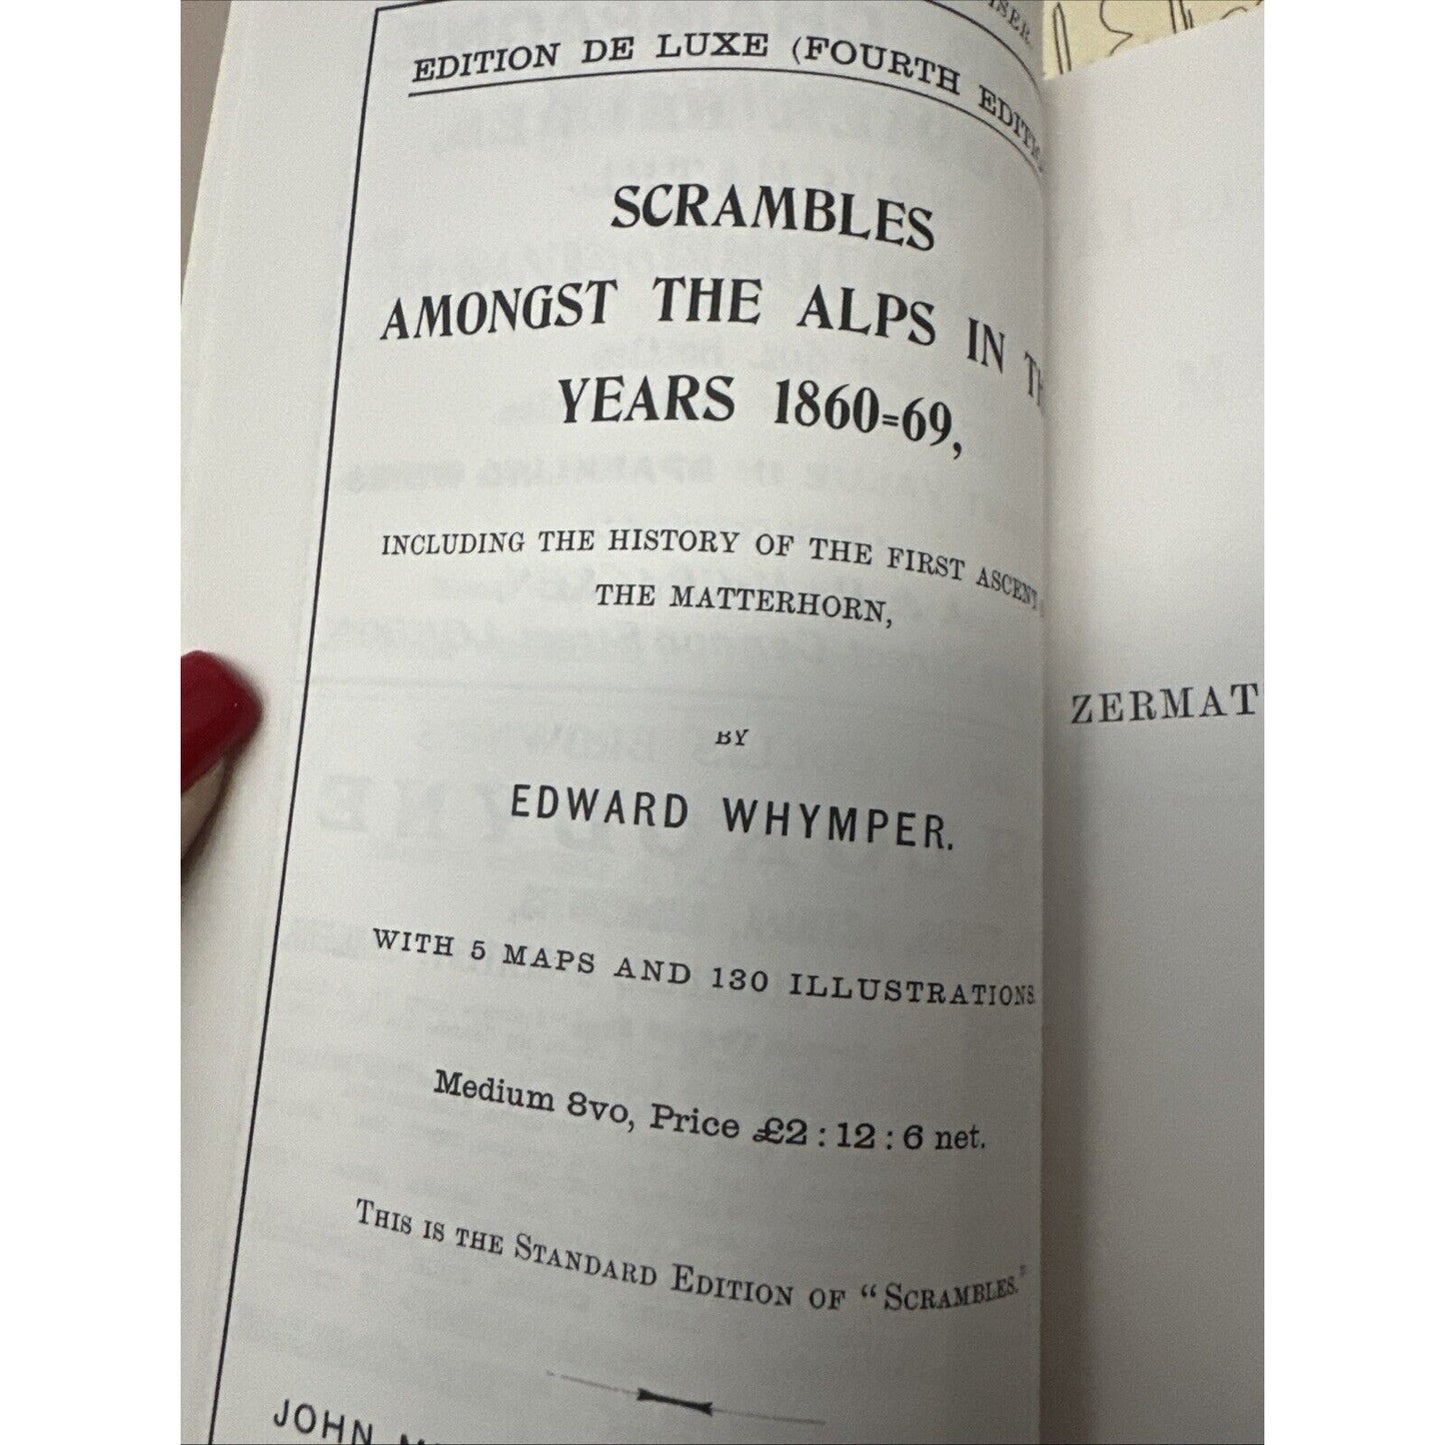 EDITION DE LUXE (FOURTH
SCRAMBLES
AMONGST THE ALPS IN
YEARS 1860=69,
INCLUDING THE HISTORY OF THE FIRST ASCENT
THE MATTERHORN,
BY
EDWARD WHYMPER.
WITH 5 MAPS AND 130 ILLUSTRATIONS.
Medium 8vo, Price £2 : 12 : 6 net.
THIS IS THE STANDARD EDITION OF "SCRAMBLES."
JOHN
ZERMAT